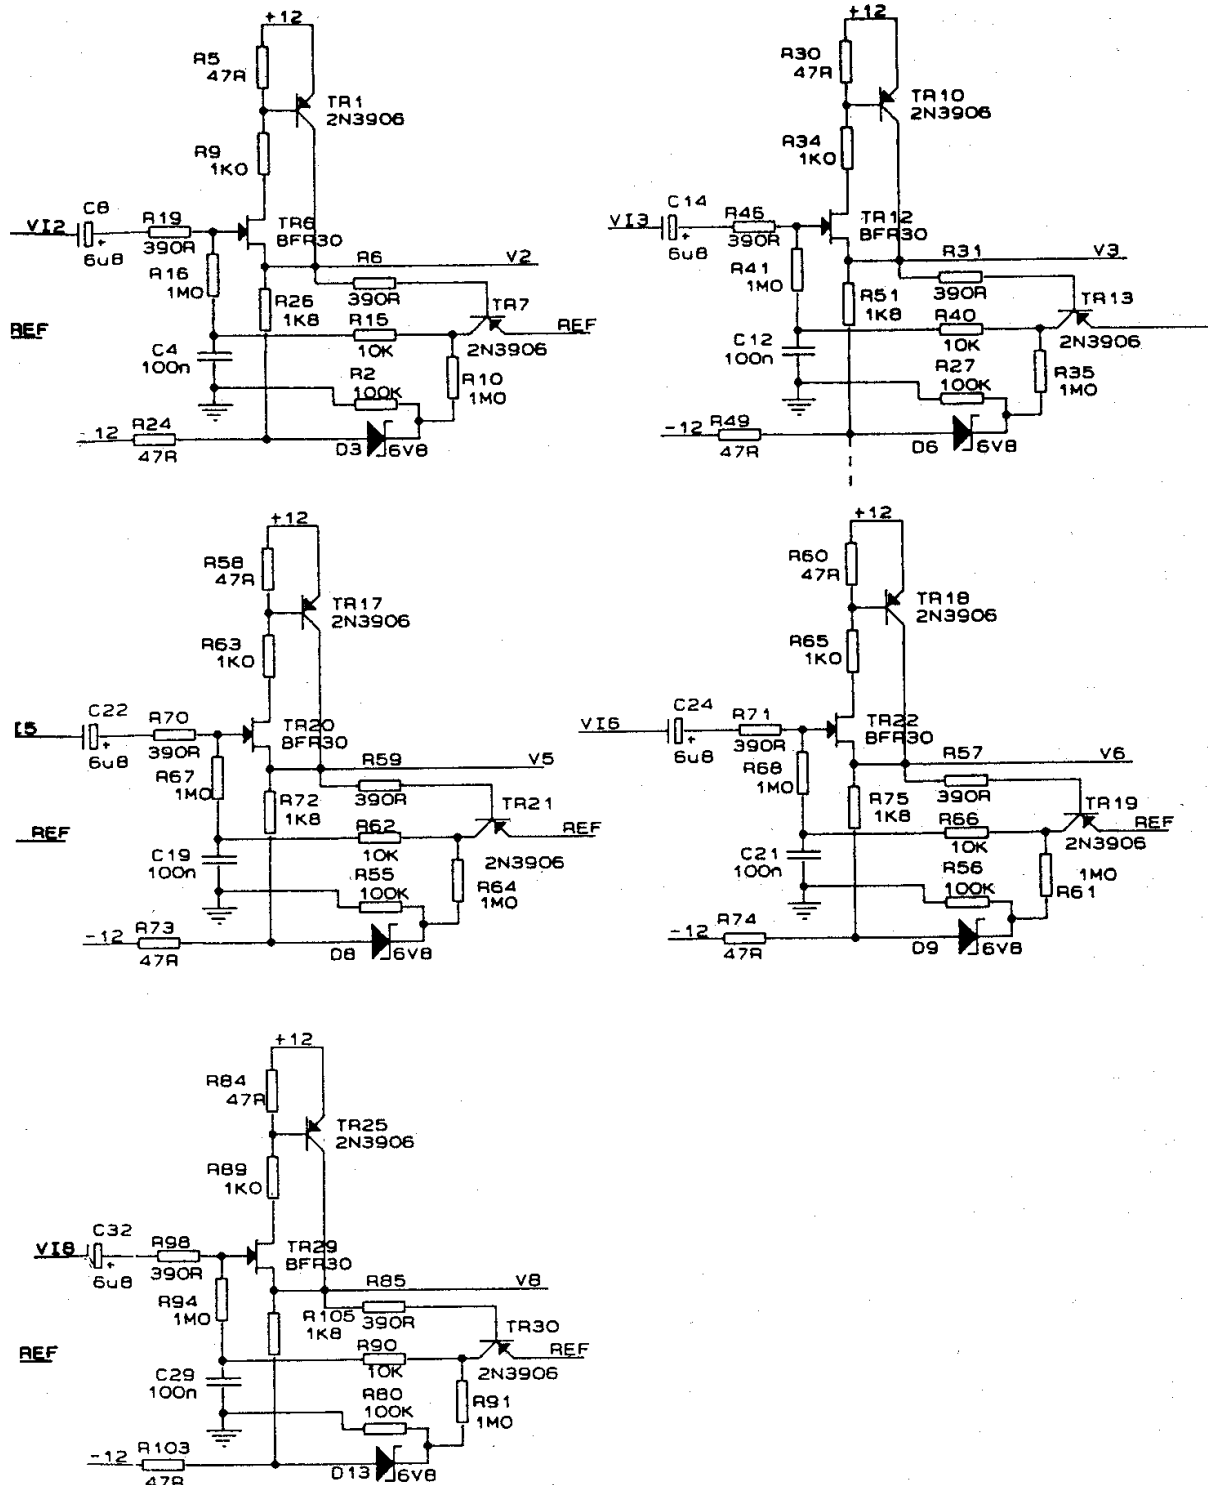 +12
R5
47R
TR1
2N3906
R9
1K0
VI2
C8
6u8
R19
390R
TR6
BFR30
R16
1M0
R6
390R
V2
R26
1K8
TR7
2N3906
REF
REF
R15
10K
C4
100n
R2
100K
R10
1M0
-12
R24
47R
D3
6V8
+12
R30
47R
TR10
2N3906
R34
1K0
VI3
C14
6u8
R46
390R
TR12
BFR30
R41
1M0
R31
390R
V3
R51
1K8
TR13
2N3906
R40
10K
C12
100n
R27
100K
R35
1M0
-12
R49
47R
D6
6V8
+12
R58
47R
TR17
2N3906
R63
1K0
I5
C22
6u8
R70
390R
TR20
BFR30
R67
1M0
R59
390R
V5
R72
1K8
TR21
2N3906
REF
REF
R62
10K
C19
100n
R55
100K
R64
1M0
-12
R73
47R
D8
6V8
+12
R60
47R
TR18
2N3906
R65
1K0
VI6
C24
6u8
R71
390R
TR22
BFR30
R68
1M0
R57
390R
V6
R75
1K8
TR19
2N3906
REF
R66
10K
C21
100n
R56
100K
1M0
R61
-12
R74
47R
D9
6V8
+12
R84
47R
TR25
2N3906
R89
1K0
VI8
C32
6u8
R98
390R
TR29
BFR30
R94
1M0
R85
390R
V8
R105
1K8
TR30
2N3906
REF
REF
R90
10K
C29
100n
R80
100K
R91
1M0
-12
R103
47R
D13
6V8